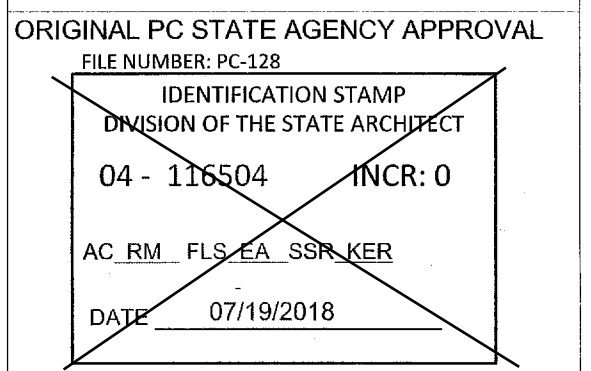 ORIGINAL PC STATE AGENCY APPROVAL
FILE NUMBER: PC-128
IDENTIFICATION STAMP
DIVISION OF THE STATE ARCHITECT
04 - 116504 INCR: 0
AC RM FLS EA SSR KER
DATE 07/19/2018